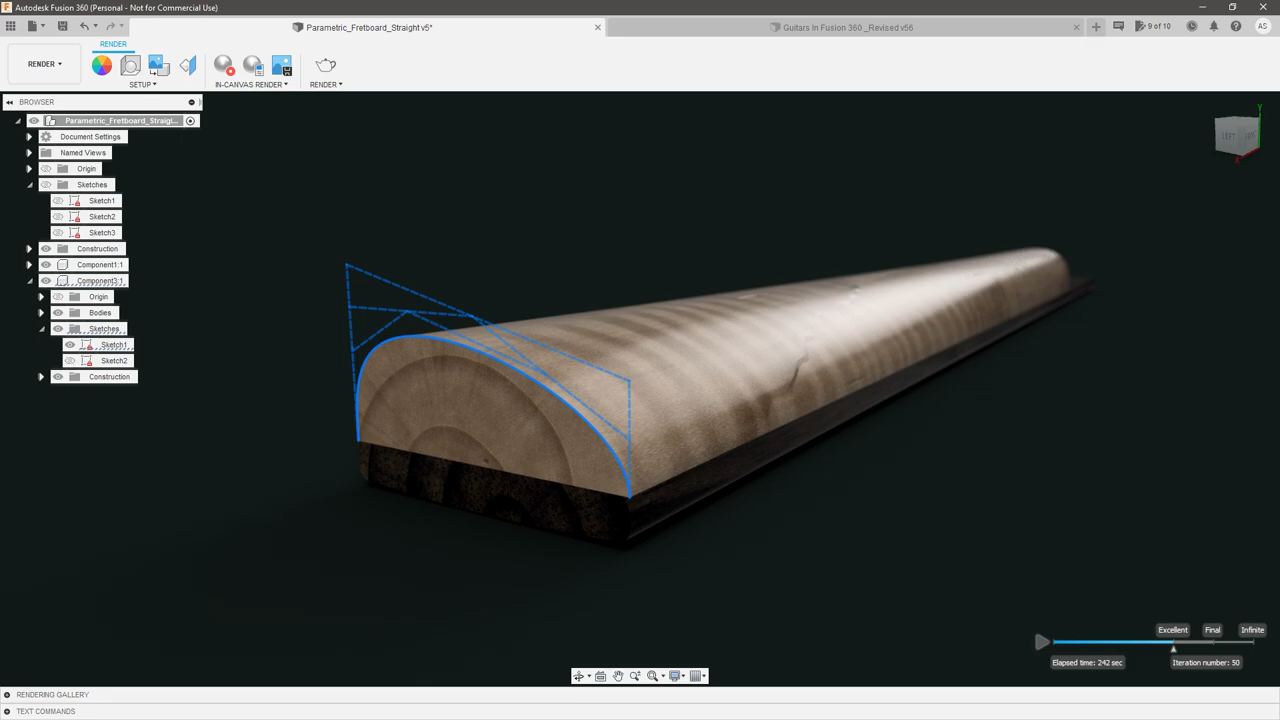 Autodesk Fusion 360 (Personal - Not for Commercial Use)
Parametric_Fretboard_Straight v5*
Guitars In Fusion 360 _Revised v56
9 of 10
AS
RENDER
RENDER
SETUP
IN-CANVAS RENDER
RENDER
BROWSER
Parametric_Fretboard_Straigl...
Document Settings
Named Views
Origin
Sketches
Sketch1
Sketch2
Sketch3
Construction
Component1:1
Component3:1
Origin
Bodies
Sketches
Sketch1
Sketch2
Construction
Y
LEFT
X
Excellent
Final
Infinite
Elapsed time: 242 sec
Iteration number: 50
RENDERING GALLERY
TEXT COMMANDS